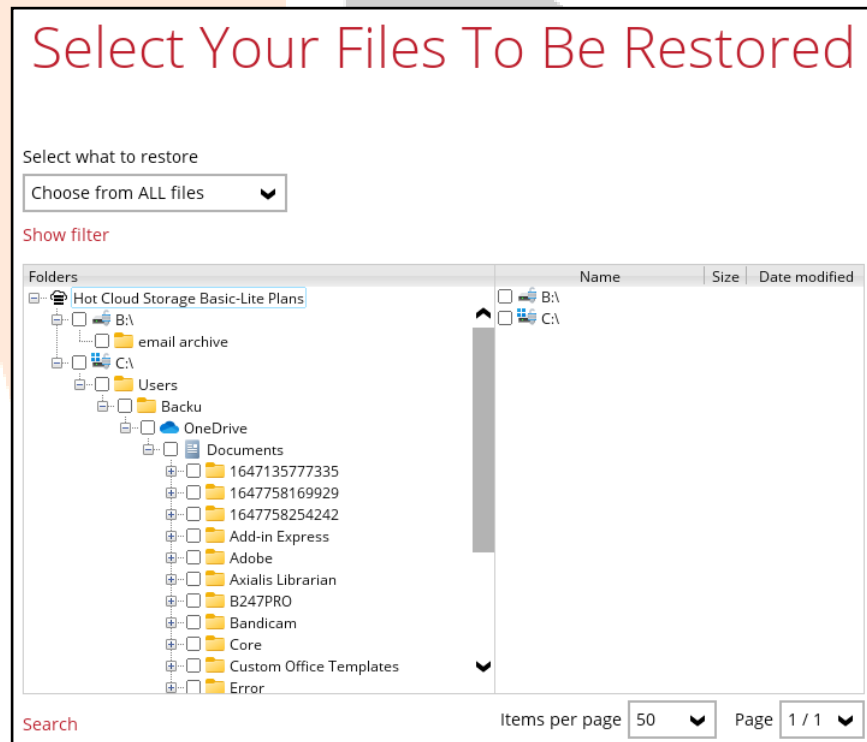 Select Your Files To Be Restored
Select what to restore
Choose from ALL files
Show filter
Folders
Name Size Date modified
Hot Cloud Storage Basic-Lite Plans
B:\
email archive
C:\
Users
Backu
OneDrive
Documents
1647135777335
1647758169929
1647758254242
Add-in Express
Adobe
Axialis Librarian
B247PRO
Bandicam
Core
Custom Office Templates
Error
B:\
C:\
Search
Items per page 50 Page 1 / 1